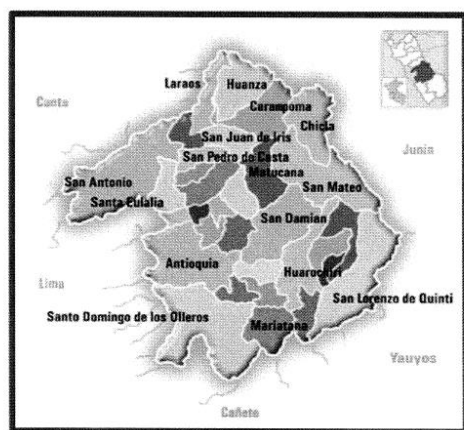 Laraos
Huanza
Canta
Carampoma
Chicla
San Juan de Iris
Junin
San Pedro de Casta
Matucana
San Antonio
San Mateo
Santa Eulalia
San Damian
Antioquia
Huarochiri
Lima
San Lorenzo de Quinti
Santo Domingo de los Olleros
Mariatana
Yauyos
Cañete